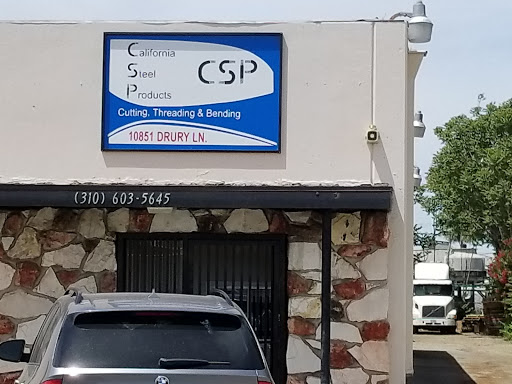 California
Steel
Products
CSP
Cutting, Threading & Bending
10851 DRURY LN.
(310) 603-5645